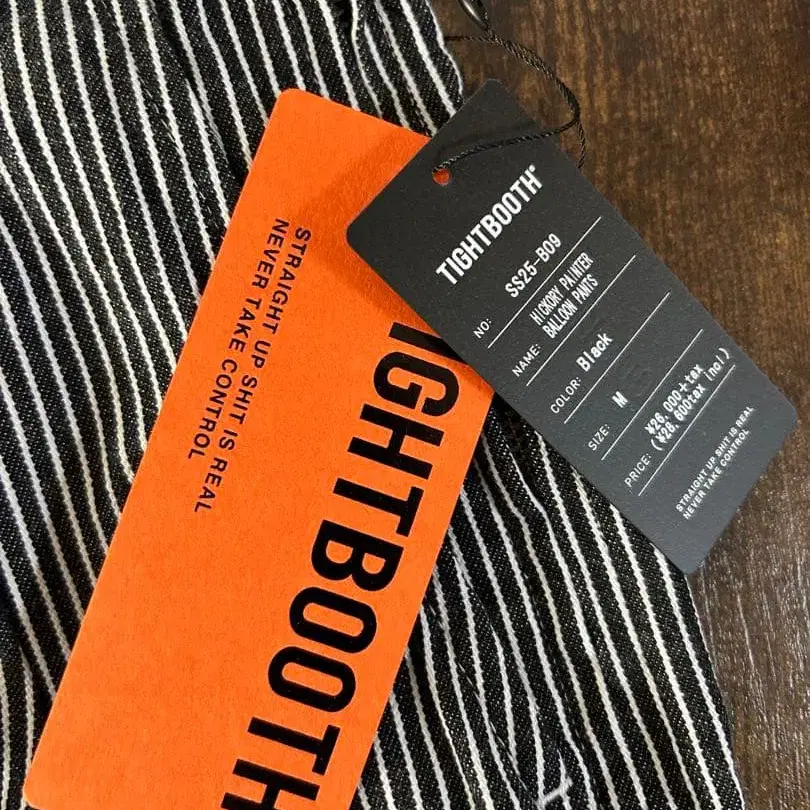 STRAIGHT UP SHIT IS REAL
NEVER TAKE CONTROL
IGHTBOOTH
TIGHTBOOTH®
NO: SS25-B09
NAME: HICKORY PAINTER
BALLOON PANTS
COLOR: Black
SIZE: M
PRICE: ¥26,000+tax
(¥28,600tax incl.)
STRAIGHT UP SHIT IS REAL
NEVER TAKE CONTROL